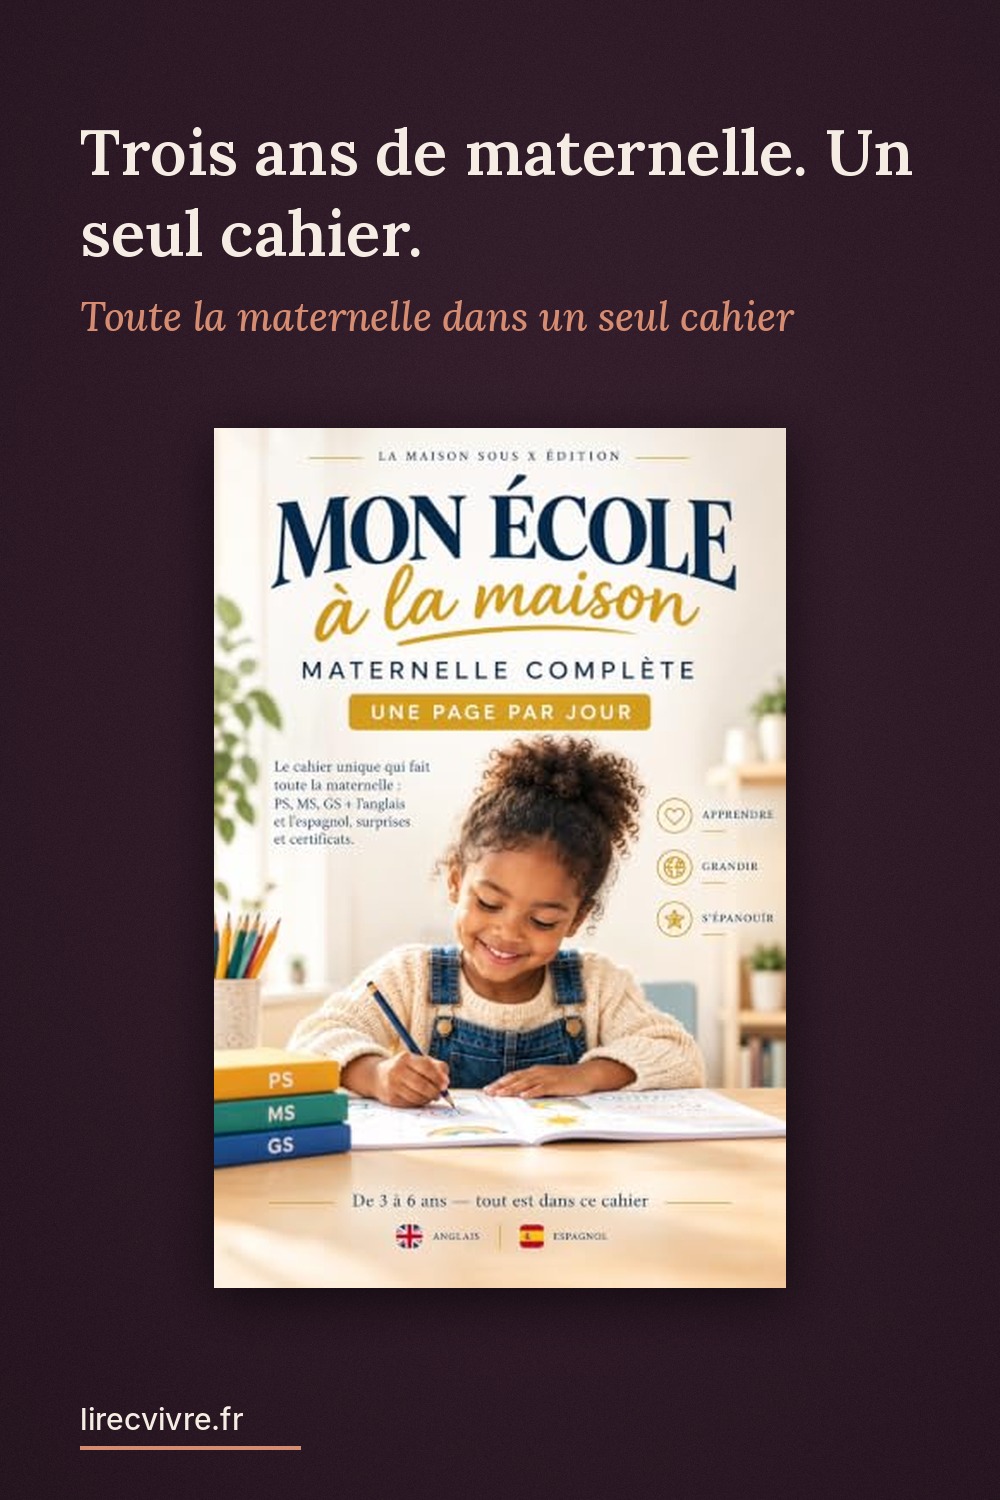 Trois ans de maternelle. Un
seul cahier.
Toute la maternelle dans un seul cahier
LA MAISON SOUS X ÉDITION
MON ÉCOLE
à la maison
MATERNELLE COMPLÈTE
UNE PAGE PAR JOUR
Le cahier unique qui fait
toute la maternelle :
PS, MS, GS + l'anglais
et l'espagnol, surprises
et certificats.
APPRENDRE
GRANDIR
S'ÉPANOUIR
PS
MS
GS
De 3 à 6 ans — tout est dans ce cahier
ANGLAIS
ESPAGNOL
lirecvivre.fr